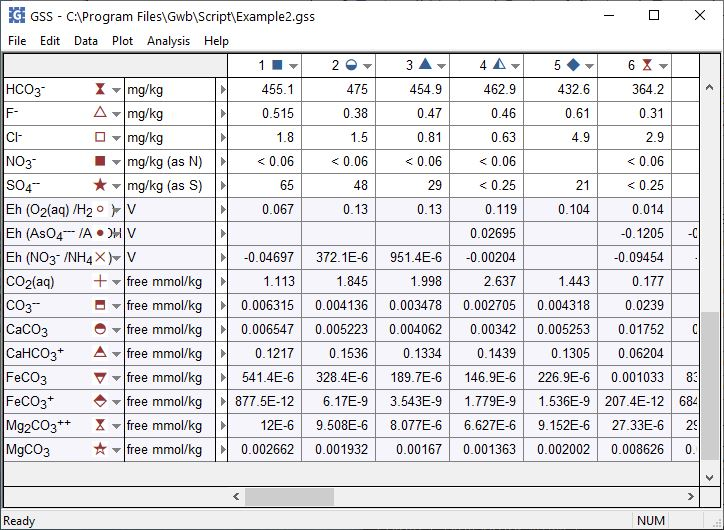 GSS - C:\Program Files\Gwb\Script\Example2.gss
File Edit Data Plot Analysis Help
1 2 3 4 5 6
HCO3- mg/kg 455.1 475 454.9 462.9 432.6 364.2
F- mg/kg 0.515 0.38 0.47 0.46 0.61 0.31
Cl- mg/kg 1.8 1.5 0.81 0.63 4.9 2.9
NO3- mg/kg (as N) < 0.06 < 0.06 < 0.06 < 0.06 < 0.06
SO4-- mg/kg (as S) 65 48 29 < 0.25 21 < 0.25
Eh (O2(aq) /H2 ) V 0.067 0.13 0.13 0.119 0.104 0.014
Eh (AsO4--- /A OH V 0.02695 -0.1205 -0
Eh (NO3- /NH4 ) V -0.04697 372.1E-6 951.4E-6 -0.00204 -0.09454 -
CO2(aq) free mmol/kg 1.113 1.845 1.998 2.637 1.443 0.177
CO3-- free mmol/kg 0.006315 0.004136 0.003478 0.002705 0.004318 0.0239
CaCO3 free mmol/kg 0.006547 0.005223 0.004062 0.00342 0.005253 0.01752 0
CaHCO3+ free mmol/kg 0.1217 0.1536 0.1334 0.1439 0.1305 0.06204
FeCO3 free mmol/kg 541.4E-6 328.4E-6 189.7E-6 146.9E-6 226.9E-6 0.001033 83
FeCO3+ free mmol/kg 877.5E-12 6.17E-9 3.543E-9 1.779E-9 1.536E-9 207.4E-12 684
Mg2CO3++ free mmol/kg 12E-6 9.508E-6 8.077E-6 6.627E-6 9.152E-6 27.33E-6 29
MgCO3 free mmol/kg 0.002662 0.001932 0.00167 0.001363 0.002002 0.008626 0.
Ready NUM